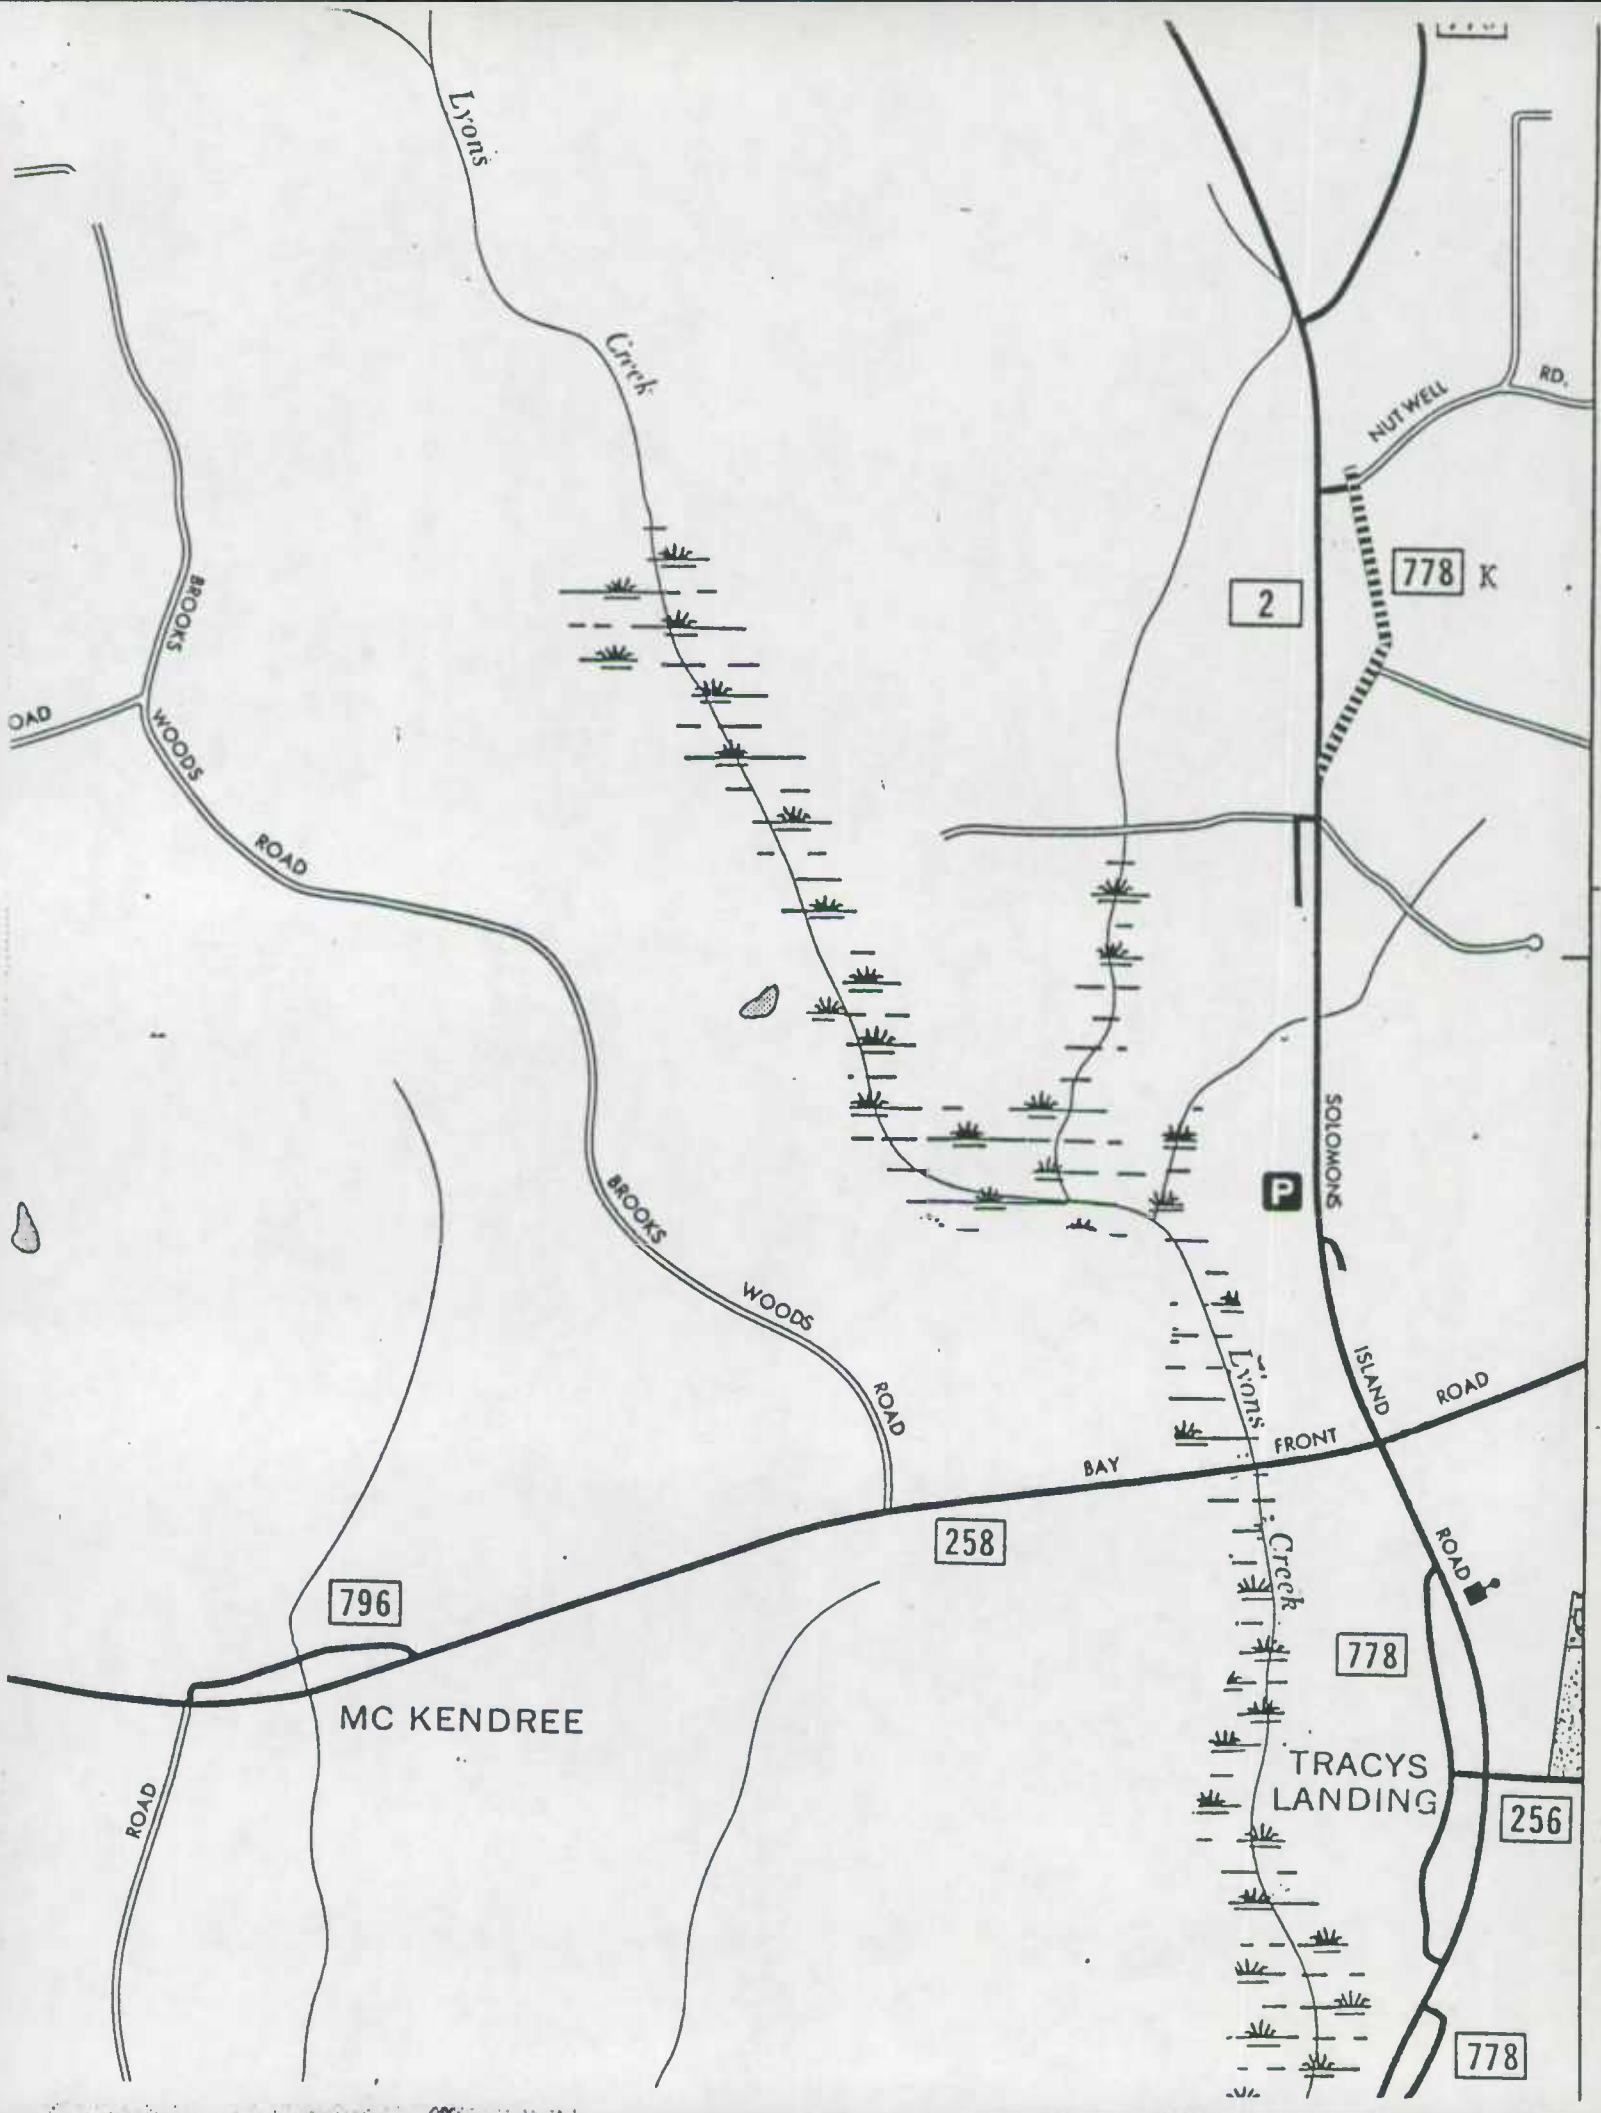 Lyons
Creek
NUTWELL
RD.
778 K
2
BROOKS
OAD
WOODS
ROAD
SOLOMONS
P
BROOKS
WOODS
ROAD
Lyons
ISLAND
ROAD
BAY
FRONT
258
Creek
ROAD
796
778
MC KENDREE
TRACYS
LANDING
256
ROAD
778